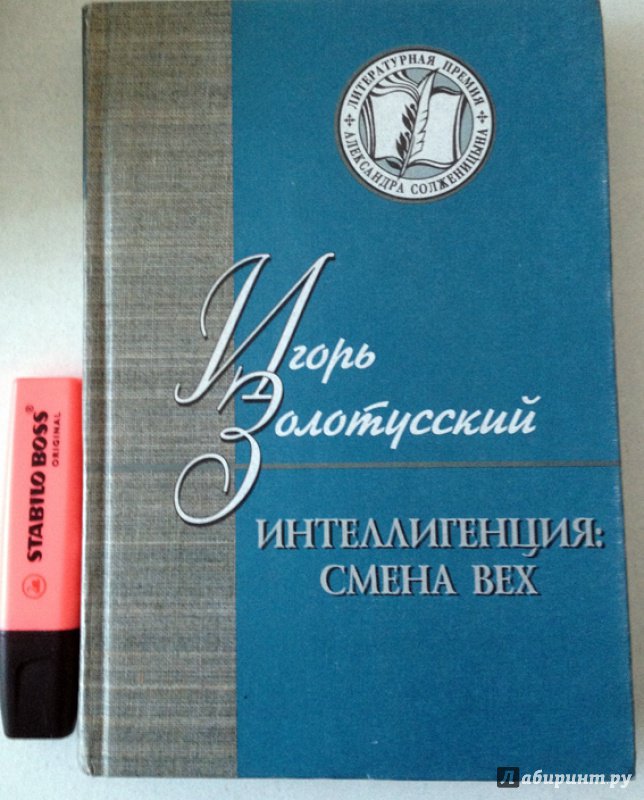 ЛИТЕРАТУРНАЯ ПРЕМИЯ
АЛЕКСАНДРА СОЛЖЕНИЦЫНА
Игорь
Золотусский
ИНТЕЛЛИГЕНЦИЯ:
СМЕНА ВЕХ
STABILO BOSS®
ORIGINAL
Лабиринт.ру